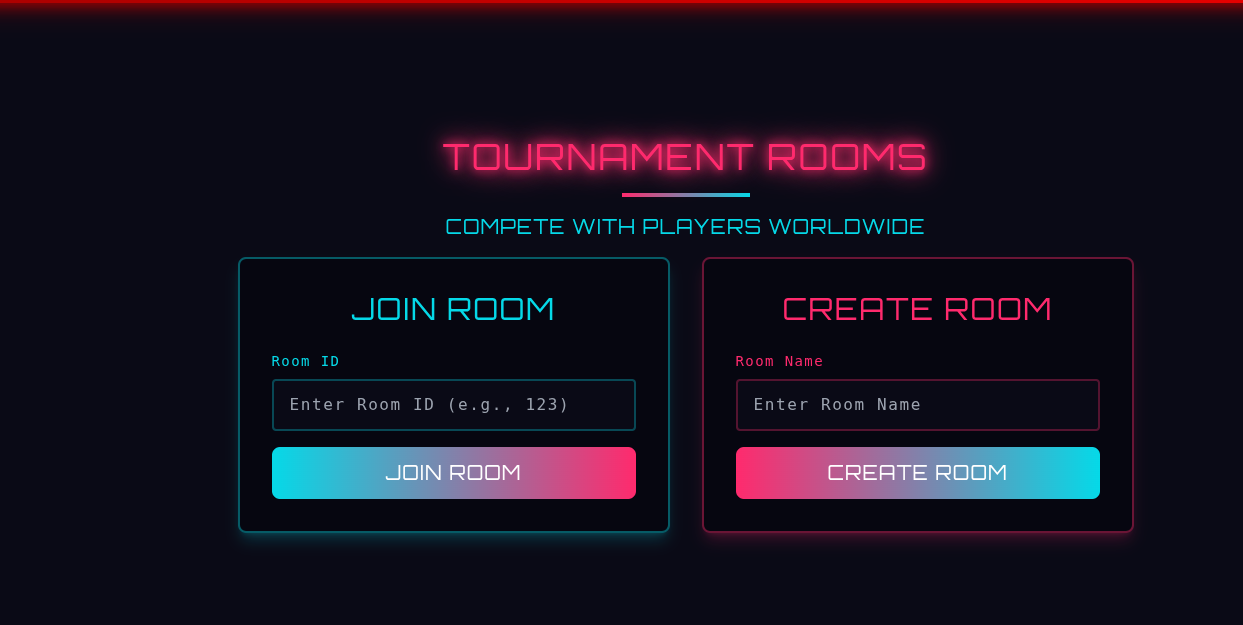 TOURNAMENT ROOMS
COMPETE WITH PLAYERS WORLDWIDE
JOIN ROOM
Room ID
Enter Room ID (e.g., 123)
JOIN ROOM
CREATE ROOM
Room Name
Enter Room Name
CREATE ROOM